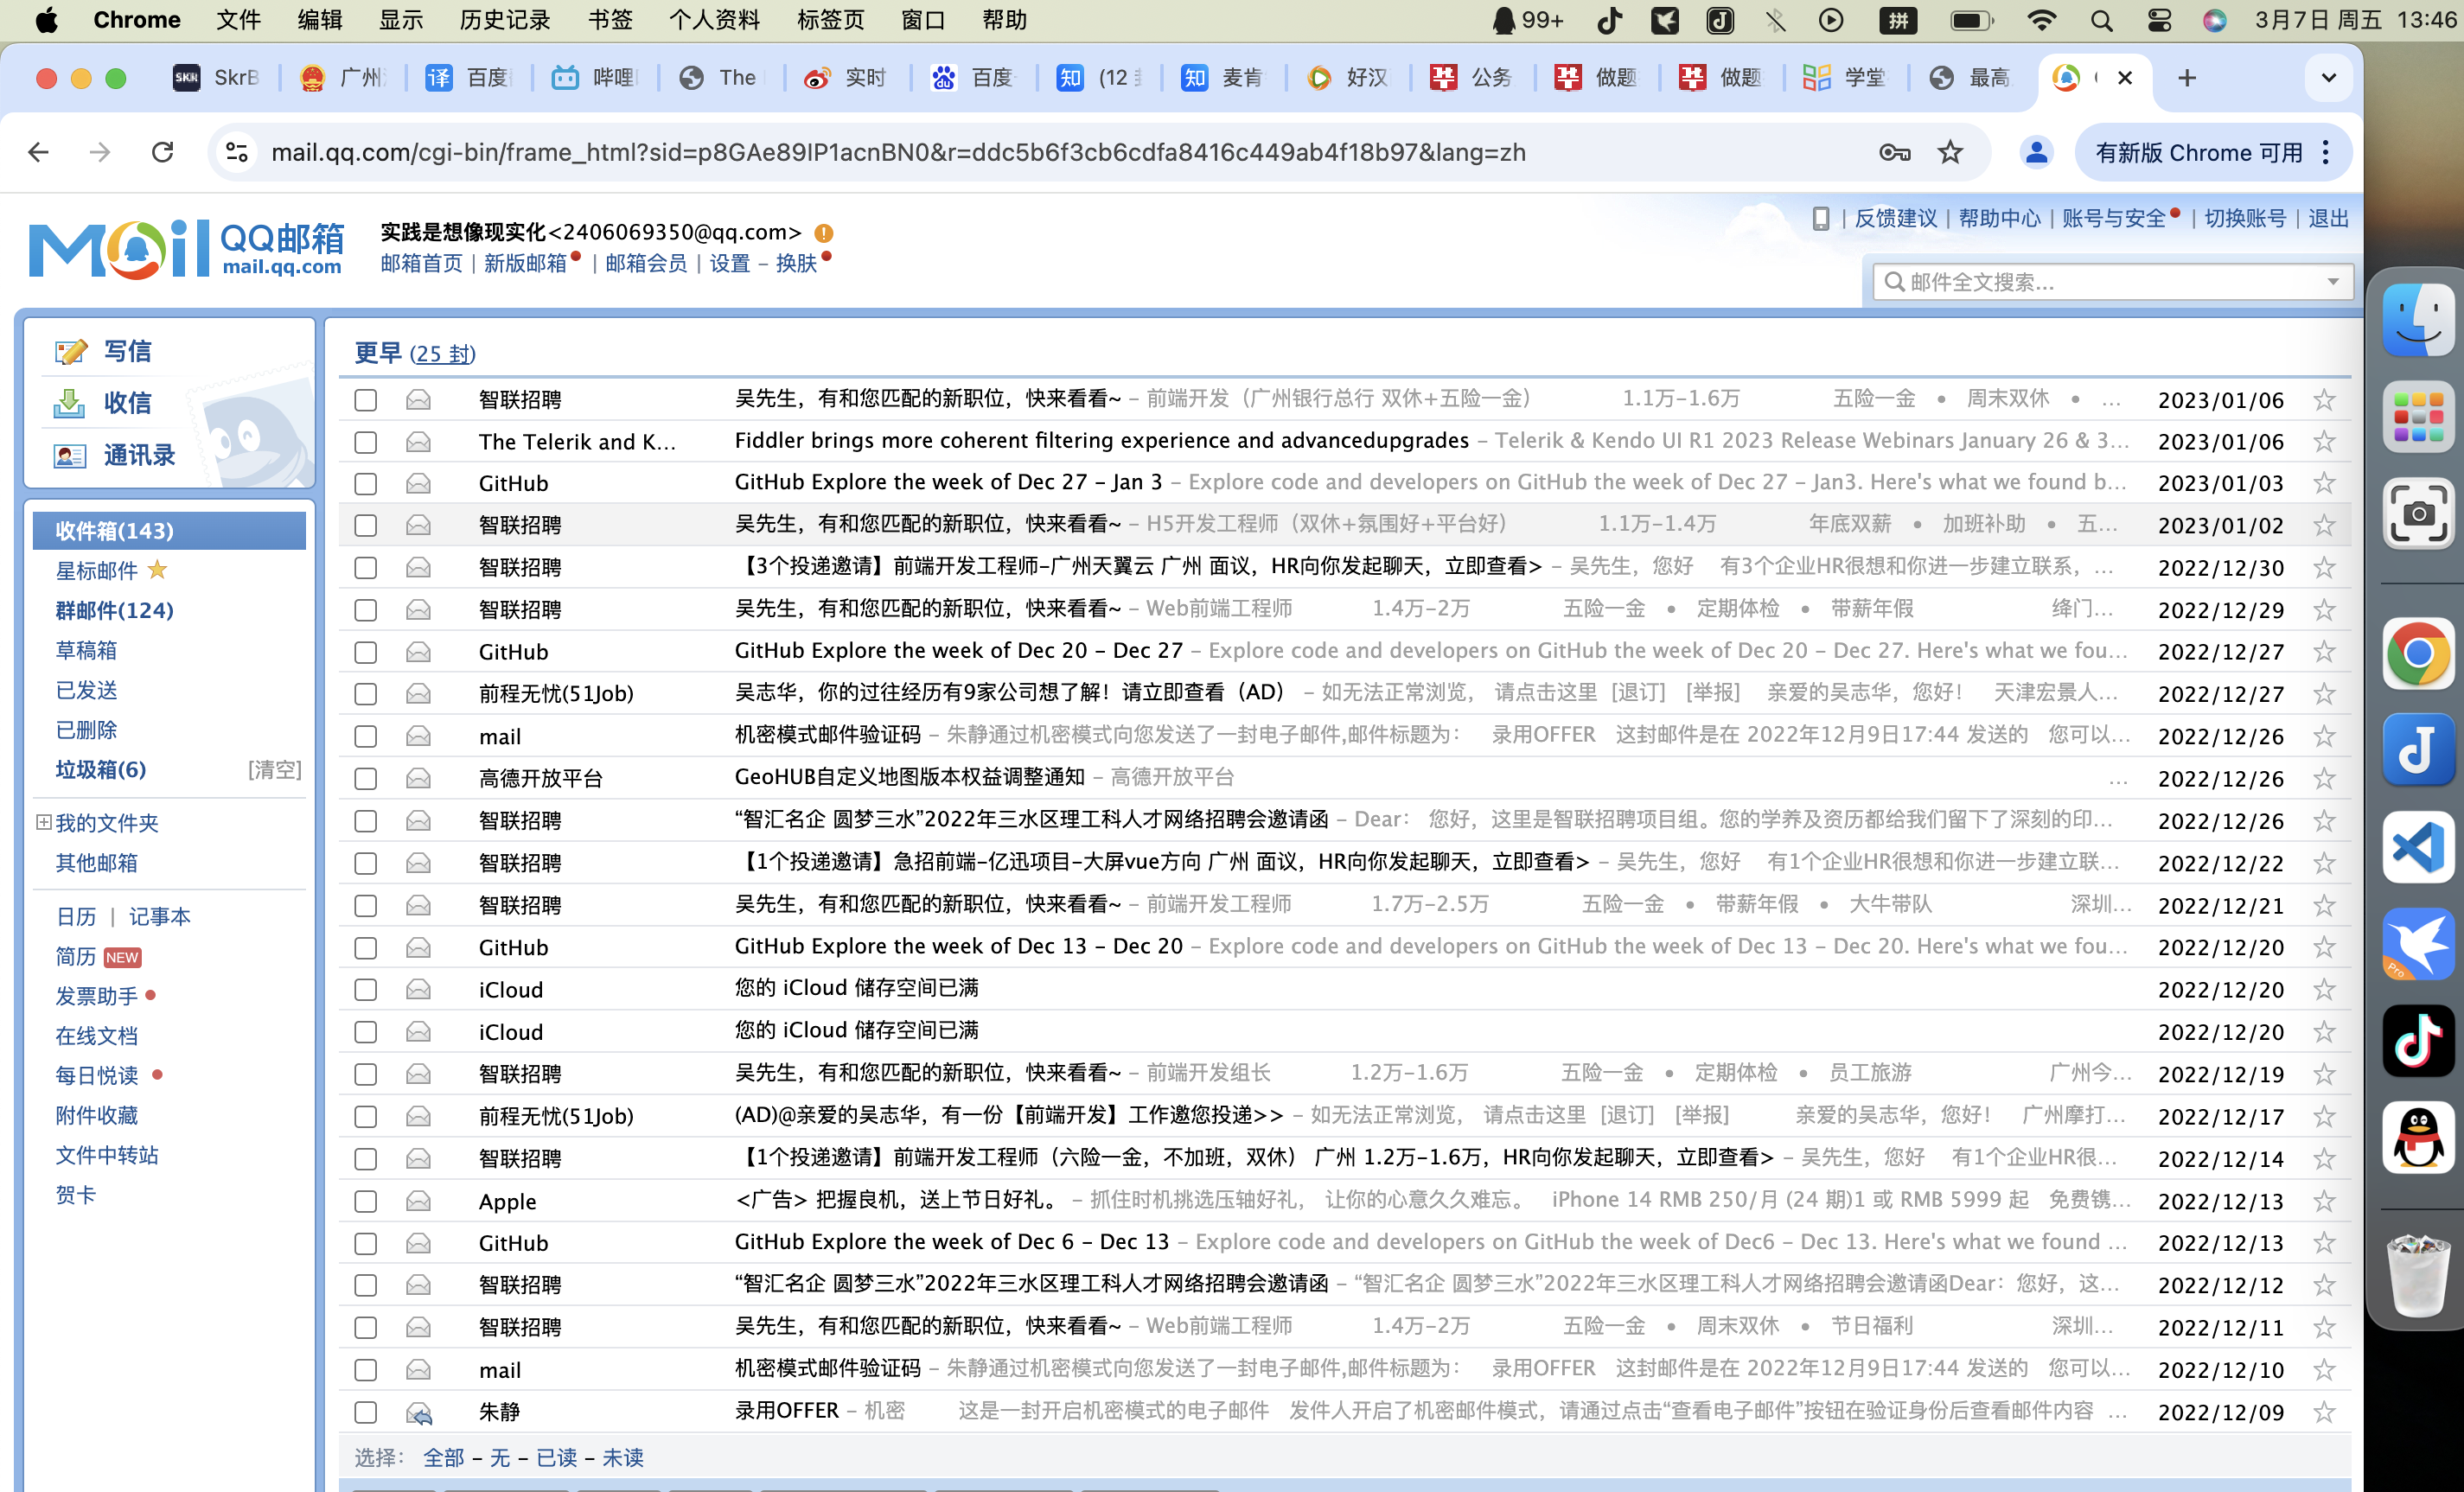 Chrome 文件 编辑 显示 历史记录 书签 个人资料 标签页 窗口 帮助 99+ 拼 3月7日 周五 13:46
SKR SkrB 广州 译 百度 哔哩 The 实时 du 百度 知 (12 知 麦肯 好汉 公务 做题 做题 学堂 最高
mail.qq.com/cgi-bin/frame_html?sid=p8GAe89IP1acnBN0&r=ddc5b6f3cb6cdfa8416c449ab4f18b97&lang=zh 有新版 Chrome 可用
Mail QQ邮箱 mail.qq.com
实践是想像现实化<2406069350@qq.com>
邮箱首页 | 新版邮箱 | 邮箱会员 | 设置 - 换肤
| 反馈建议 | 帮助中心 | 账号与安全 | 切换账号 | 退出
邮件全文搜索...
写信
收信
通讯录
收件箱(143)
星标邮件
群邮件(124)
草稿箱
已发送
已删除
垃圾箱(6) [清空]
我的文件夹
其他邮箱
日历 | 记事本
简历 NEW
发票助手
在线文档
每日悦读
附件收藏
文件中转站
贺卡
更早 (25 封)
智联招聘 吴先生，有和您匹配的新职位，快来看看~ - 前端开发（广州银行总行 双休+五险一金） 1.1万-1.6万 五险一金 • 周末双休 • ... 2023/01/06
The Telerik and K... Fiddler brings more coherent filtering experience and advancedupgrades - Telerik & Kendo UI R1 2023 Release Webinars January 26 & 3... 2023/01/06
GitHub GitHub Explore the week of Dec 27 - Jan 3 - Explore code and developers on GitHub the week of Dec 27 - Jan3. Here's what we found b... 2023/01/03
智联招聘 吴先生，有和您匹配的新职位，快来看看~ - H5开发工程师（双休+氛围好+平台好） 1.1万-1.4万 年底双薪 • 加班补助 • 五... 2023/01/02
智联招聘 【3个投递邀请】前端开发工程师-广州天翼云 广州 面议，HR向你发起聊天，立即查看> - 吴先生，您好 有3个企业HR很想和你进一步建立联系，... 2022/12/30
智联招聘 吴先生，有和您匹配的新职位，快来看看~ - Web前端工程师 1.4万-2万 五险一金 • 定期体检 • 带薪年假 绛门... 2022/12/29
GitHub GitHub Explore the week of Dec 20 - Dec 27 - Explore code and developers on GitHub the week of Dec 20 - Dec 27. Here's what we fou... 2022/12/27
前程无忧(51Job) 吴志华，你的过往经历有9家公司想了解！请立即查看（AD） - 如无法正常浏览， 请点击这里 [退订] [举报] 亲爱的吴志华，您好！ 天津宏景人... 2022/12/27
mail 机密模式邮件验证码 - 朱静通过机密模式向您发送了一封电子邮件,邮件标题为： 录用OFFER 这封邮件是在 2022年12月9日17:44 发送的 您可以... 2022/12/26
高德开放平台 GeoHUB自定义地图版本权益调整通知 - 高德开放平台 ... 2022/12/26
智联招聘 “智汇名企 圆梦三水”2022年三水区理工科人才网络招聘会邀请函 - Dear： 您好，这里是智联招聘项目组。您的学养及资历都给我们留下了深刻的印... 2022/12/26
智联招聘 【1个投递邀请】急招前端-亿迅项目-大屏vue方向 广州 面议，HR向你发起聊天，立即查看> - 吴先生，您好 有1个企业HR很想和你进一步建立联... 2022/12/22
智联招聘 吴先生，有和您匹配的新职位，快来看看~ - 前端开发工程师 1.7万-2.5万 五险一金 • 带薪年假 • 大牛带队 深圳... 2022/12/21
GitHub GitHub Explore the week of Dec 13 - Dec 20 - Explore code and developers on GitHub the week of Dec 13 - Dec 20. Here's what we fou... 2022/12/20
iCloud 您的 iCloud 储存空间已满 2022/12/20
iCloud 您的 iCloud 储存空间已满 2022/12/20
智联招聘 吴先生，有和您匹配的新职位，快来看看~ - 前端开发组长 1.2万-1.6万 五险一金 • 定期体检 • 员工旅游 广州今... 2022/12/19
前程无忧(51Job) (AD)@亲爱的吴志华，有一份【前端开发】工作邀您投递>> - 如无法正常浏览， 请点击这里 [退订] [举报] 亲爱的吴志华，您好！ 广州摩打... 2022/12/17
智联招聘 【1个投递邀请】前端开发工程师（六险一金，不加班，双休） 广州 1.2万-1.6万，HR向你发起聊天，立即查看> - 吴先生，您好 有1个企业HR很... 2022/12/14
Apple <广告> 把握良机，送上节日好礼。 - 抓住时机挑选压轴好礼， 让你的心意久久难忘。 iPhone 14 RMB 250/月 (24 期)1 或 RMB 5999 起 免费镌... 2022/12/13
GitHub GitHub Explore the week of Dec 6 - Dec 13 - Explore code and developers on GitHub the week of Dec6 - Dec 13. Here's what we found ... 2022/12/13
智联招聘 “智汇名企 圆梦三水”2022年三水区理工科人才网络招聘会邀请函 - “智汇名企 圆梦三水”2022年三水区理工科人才网络招聘会邀请函Dear：您好，这... 2022/12/12
智联招聘 吴先生，有和您匹配的新职位，快来看看~ - Web前端工程师 1.4万-2万 五险一金 • 周末双休 • 节日福利 深圳... 2022/12/11
mail 机密模式邮件验证码 - 朱静通过机密模式向您发送了一封电子邮件,邮件标题为： 录用OFFER 这封邮件是在 2022年12月9日17:44 发送的 您可以... 2022/12/10
朱静 录用OFFER - 机密 这是一封开启机密模式的电子邮件 发件人开启了机密邮件模式，请通过点击“查看电子邮件”按钮在验证身份后查看邮件内容 ... 2022/12/09
选择： 全部 - 无 - 已读 - 未读
Pro